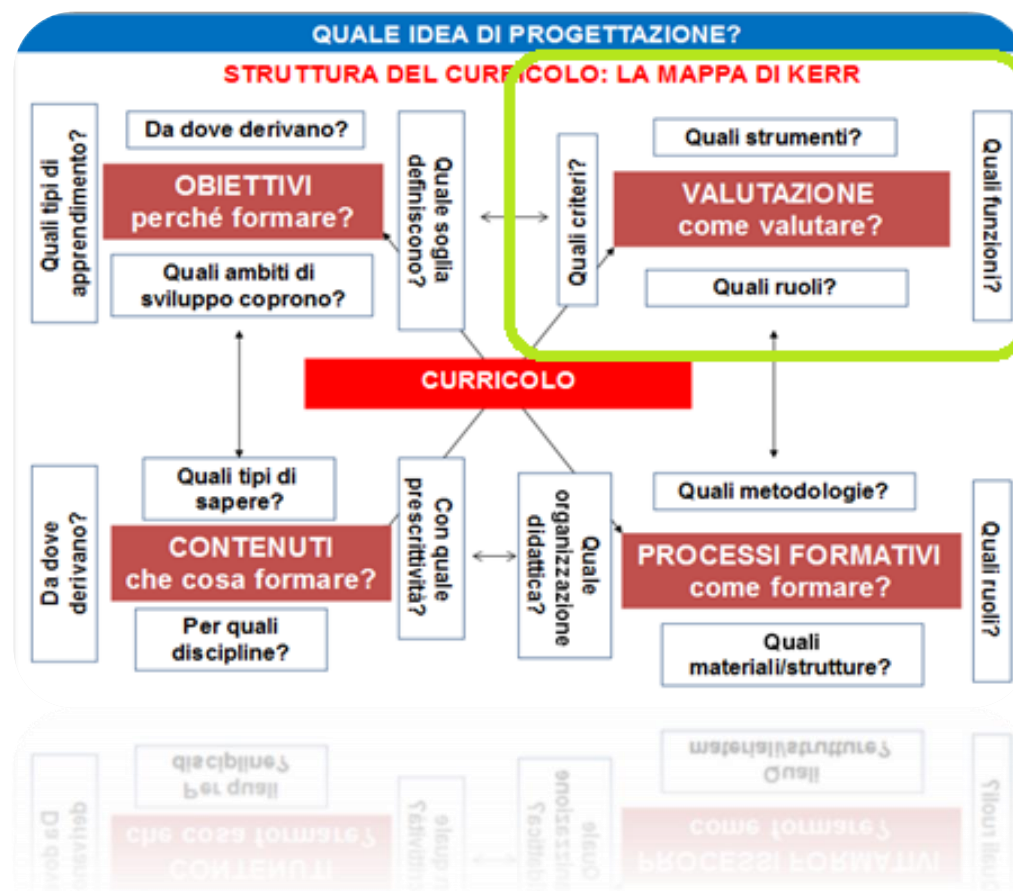 QUALE IDEA DI PROGETTAZIONE?
STRUTTURA DEL CURRICOLO: LA MAPPA DI KERR
Quali tipi di
apprendimento?
Da dove derivano?
OBIETTIVI
perché formare?
Quali ambiti di
sviluppo coprono?
Quale soglia
definiscono?
Quali criteri?
Quali strumenti?
VALUTAZIONE
come valutare?
Quali ruoli?
Quali funzioni?
CURRICOLO
Da dove
derivano?
Quali tipi di
sapere?
CONTENUTI
che cosa formare?
Per quali
discipline?
Con quale
prescrittività?
Quale
organizzazione
didattica?
Quali metodologie?
PROCESSI FORMATIVI
come formare?
Quali
materiali/strutture?
Quali ruoli?